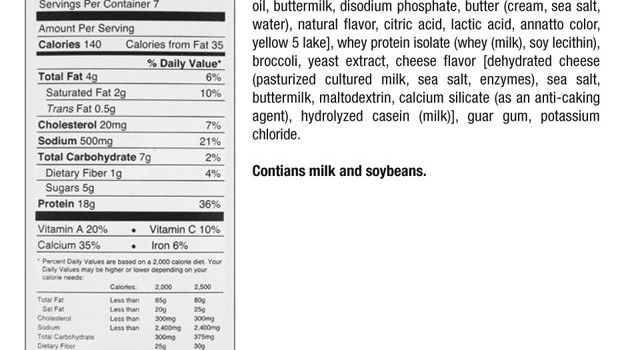 Servings Per Container 7
Amount Per Serving
Calories 140 Calories from Fat 35
% Daily Value*
Total Fat 4g 6%
Saturated Fat 2g 10%
Trans Fat 0.5g
Cholesterol 20mg 7%
Sodium 500mg 21%
Total Carbohydrate 7g 2%
Dietary Fiber 1g 4%
Sugars 5g
Protein 18g 36%
Vitamin A 20% • Vitamin C 10%
Calcium 35% • Iron 6%
* Percent Daily Values are based on a 2,000 calorie diet. Your
Daily Values may be higher or lower depending on your
calorie needs:
Calories: 2,000 2,500
Total Fat Less than 65g 80g
Sat Fat Less than 20g 25g
Cholesterol Less than 300mg 300mg
Sodium Less than 2,400mg 2,400mg
Total Carbohydrate 300mg 375mg
Dietary Fiber 25g 30g
oil, buttermilk, disodium phosphate, butter (cream, sea salt,
water), natural flavor, citric acid, lactic acid, annatto color,
yellow 5 lake], whey protein isolate (whey (milk), soy lecithin),
broccoli, yeast extract, cheese flavor [dehydrated cheese
(pasturized cultured milk, sea salt, enzymes), sea salt,
buttermilk, maltodextrin, calcium silicate (as an anti-caking
agent), hydrolyzed casein (milk)], guar gum, potassium
chloride.
Contians milk and soybeans.